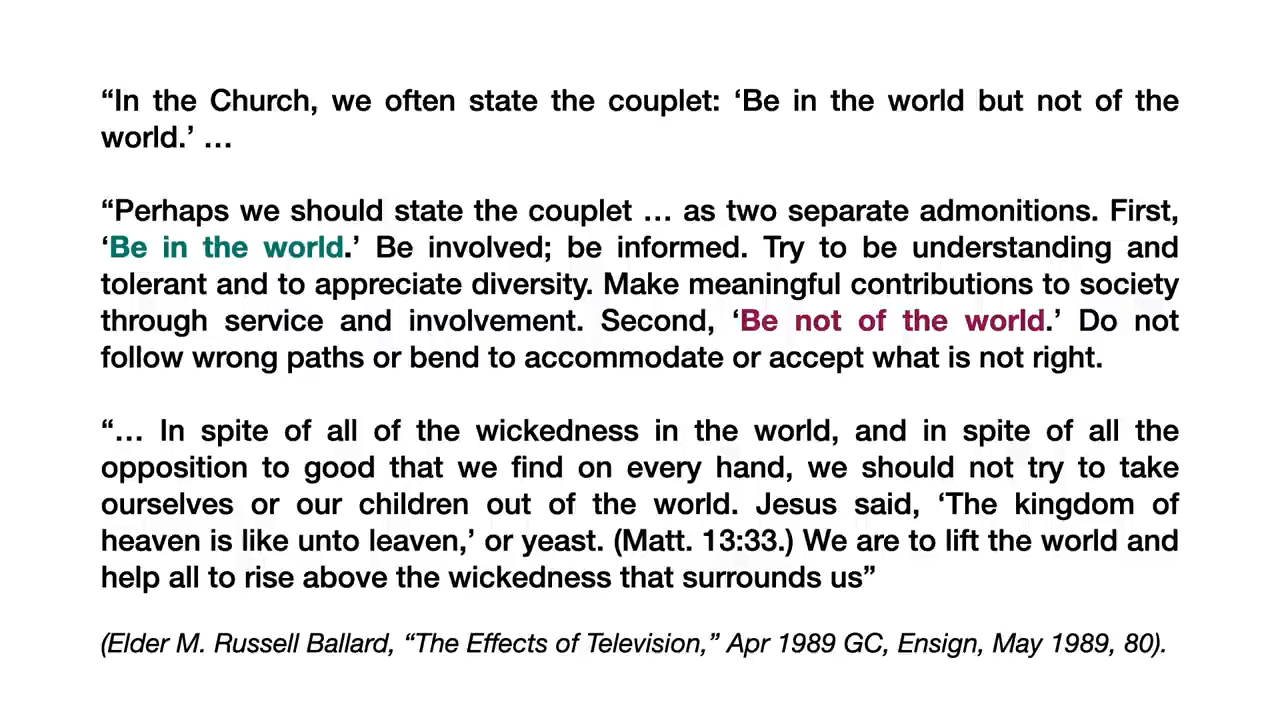 “In the Church, we often state the couplet: ‘Be in the world but not of the
world.’ …
“Perhaps we should state the couplet … as two separate admonitions. First,
‘Be in the world.’ Be involved; be informed. Try to be understanding and
tolerant and to appreciate diversity. Make meaningful contributions to society
through service and involvement. Second, ‘Be not of the world.’ Do not
follow wrong paths or bend to accommodate or accept what is not right.
“… In spite of all of the wickedness in the world, and in spite of all the
opposition to good that we find on every hand, we should not try to take
ourselves or our children out of the world. Jesus said, ‘The kingdom of
heaven is like unto leaven,’ or yeast. (Matt. 13:33.) We are to lift the world and
help all to rise above the wickedness that surrounds us”
(Elder M. Russell Ballard, “The Effects of Television,” Apr 1989 GC, Ensign, May 1989, 80).